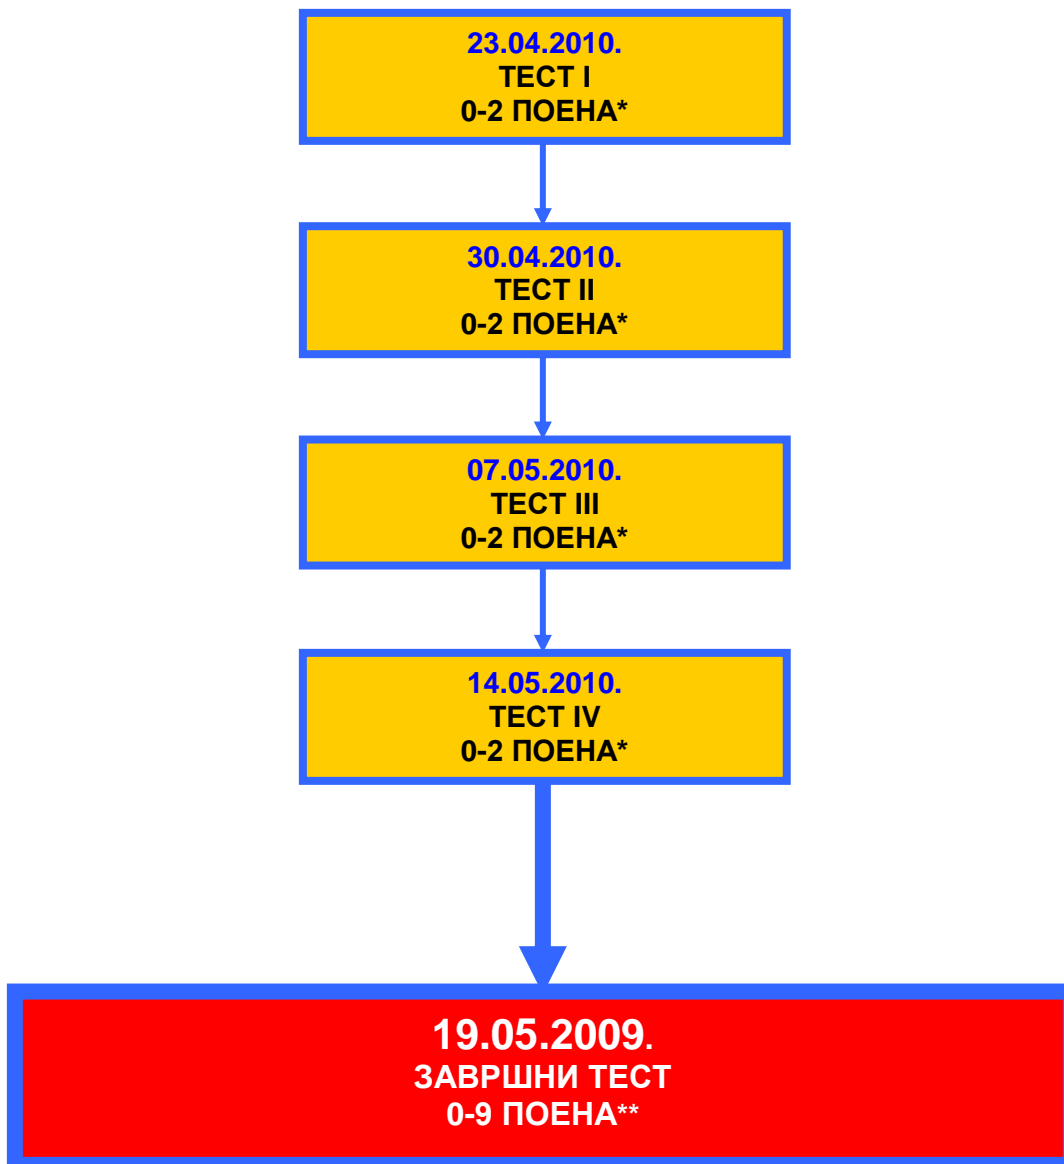 23.04.2010.
ТЕСТ I
0-2 ПОЕНА*
30.04.2010.
ТЕСТ II
0-2 ПОЕНА*
07.05.2010.
ТЕСТ III
0-2 ПОЕНА*
14.05.2010.
ТЕСТ IV
0-2 ПОЕНА*
19.05.2009.
ЗАВРШНИ ТЕСТ
0-9 ПОЕНА**